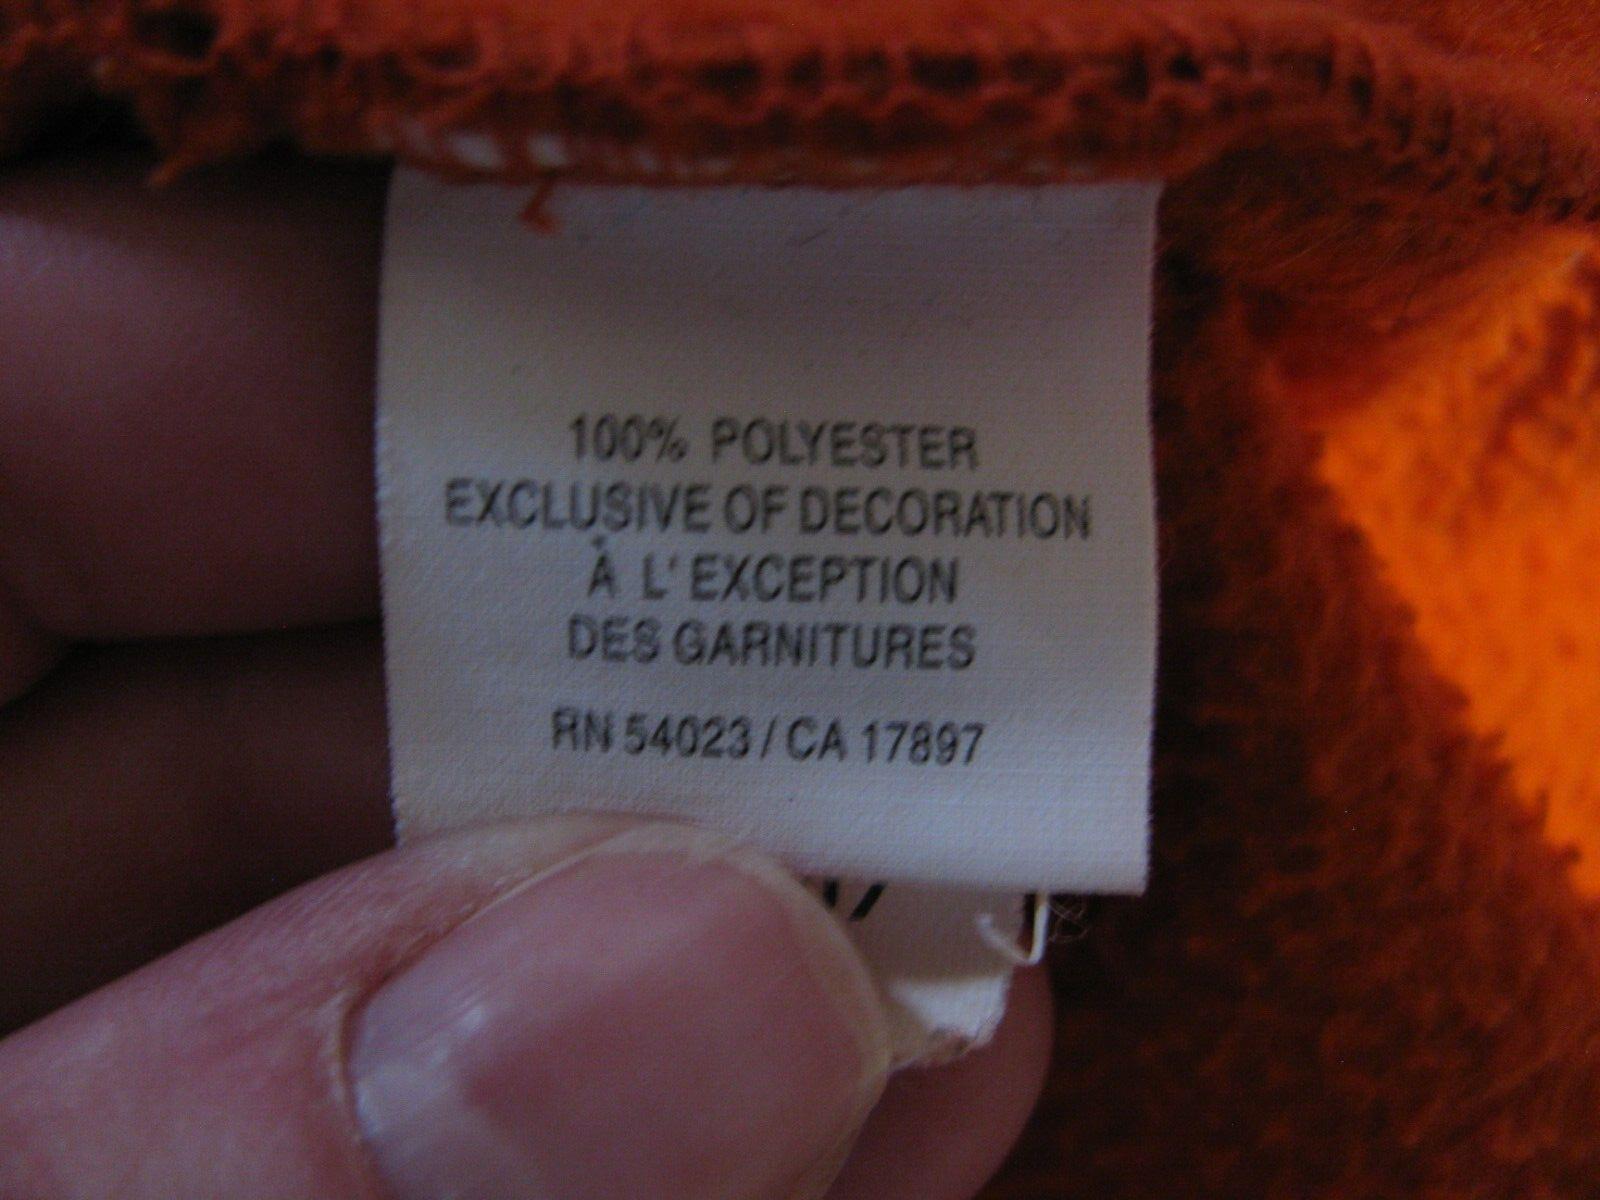 100% POLYESTER
EXCLUSIVE OF DECORATION
À L'EXCEPTION
DES GARNITURES
RN 54023 / CA 17897